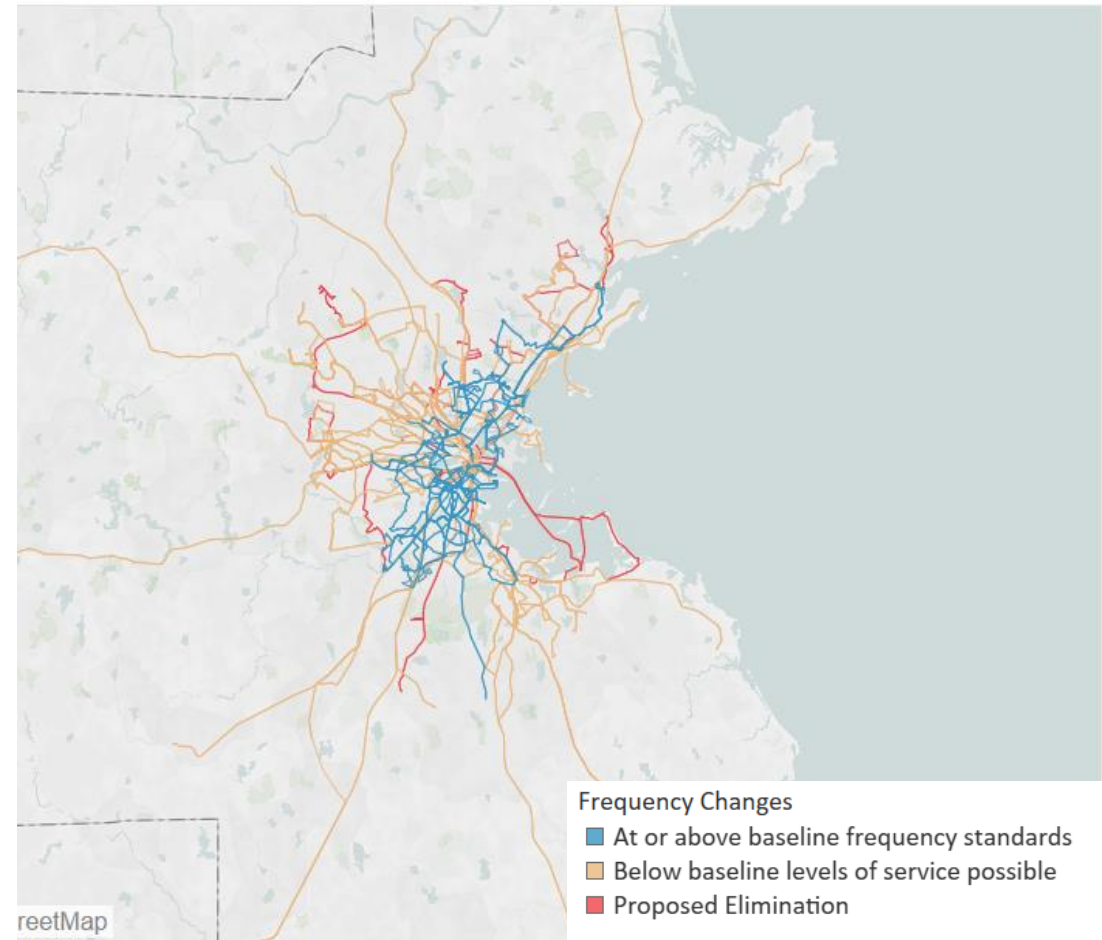 Frequency Changes
At or above baseline frequency standards
Below baseline levels of service possible
Proposed Elimination
reetMap